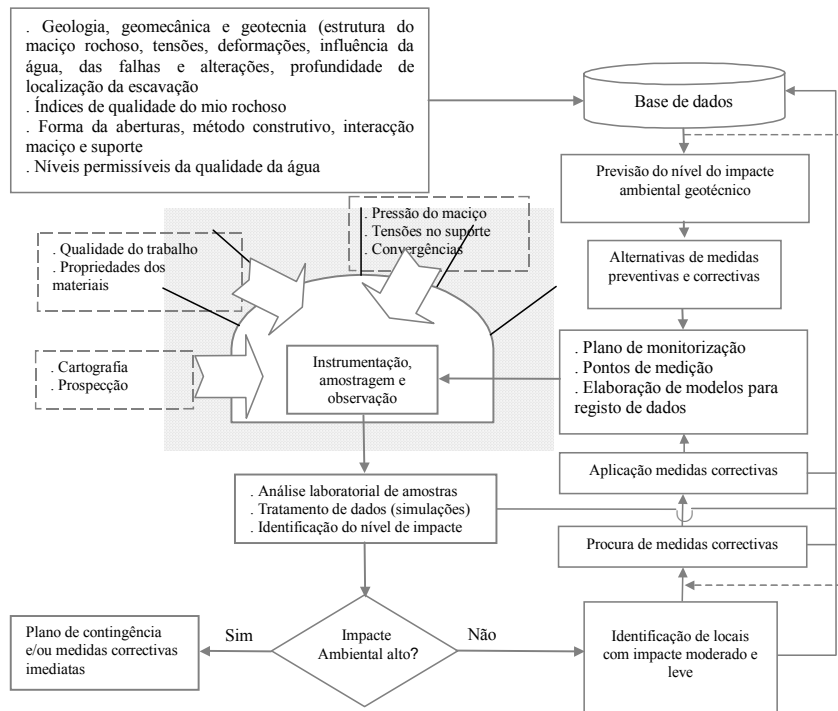 . Geologia, geomecânica e geotecnia (estrutura do
maciço rochoso, tensões, deformações, influência da
água, das falhas e alterações, profundidade de
localização da escavação
. Índices de qualidade do mio rochoso
. Forma da aberturas, método construtivo, interacção
maciço e suporte
. Níveis permissíveis da qualidade da água
Base de dados
Previsão do nível do impacte
ambiental geotécnico
Alternativas de medidas
preventivas e correctivas
. Pressão do maciço
. Tensões no suporte
. Convergências
. Qualidade do trabalho
. Propriedades dos
materiais
. Cartografia
. Prospecção
Instrumentação,
amostragem e
observação
. Plano de monitorização
. Pontos de medição
. Elaboração de modelos para
registo de dados
Aplicação medidas correctivas
. Análise laboratorial de amostras
. Tratamento de dados (simulações)
. Identificação do nível de impacte
Procura de medidas correctivas
Plano de contingência
e/ou medidas correctivas
imediatas
Sim
Impacte
Ambiental alto?
Não
Identificação de locais
com impacte moderado e
leve